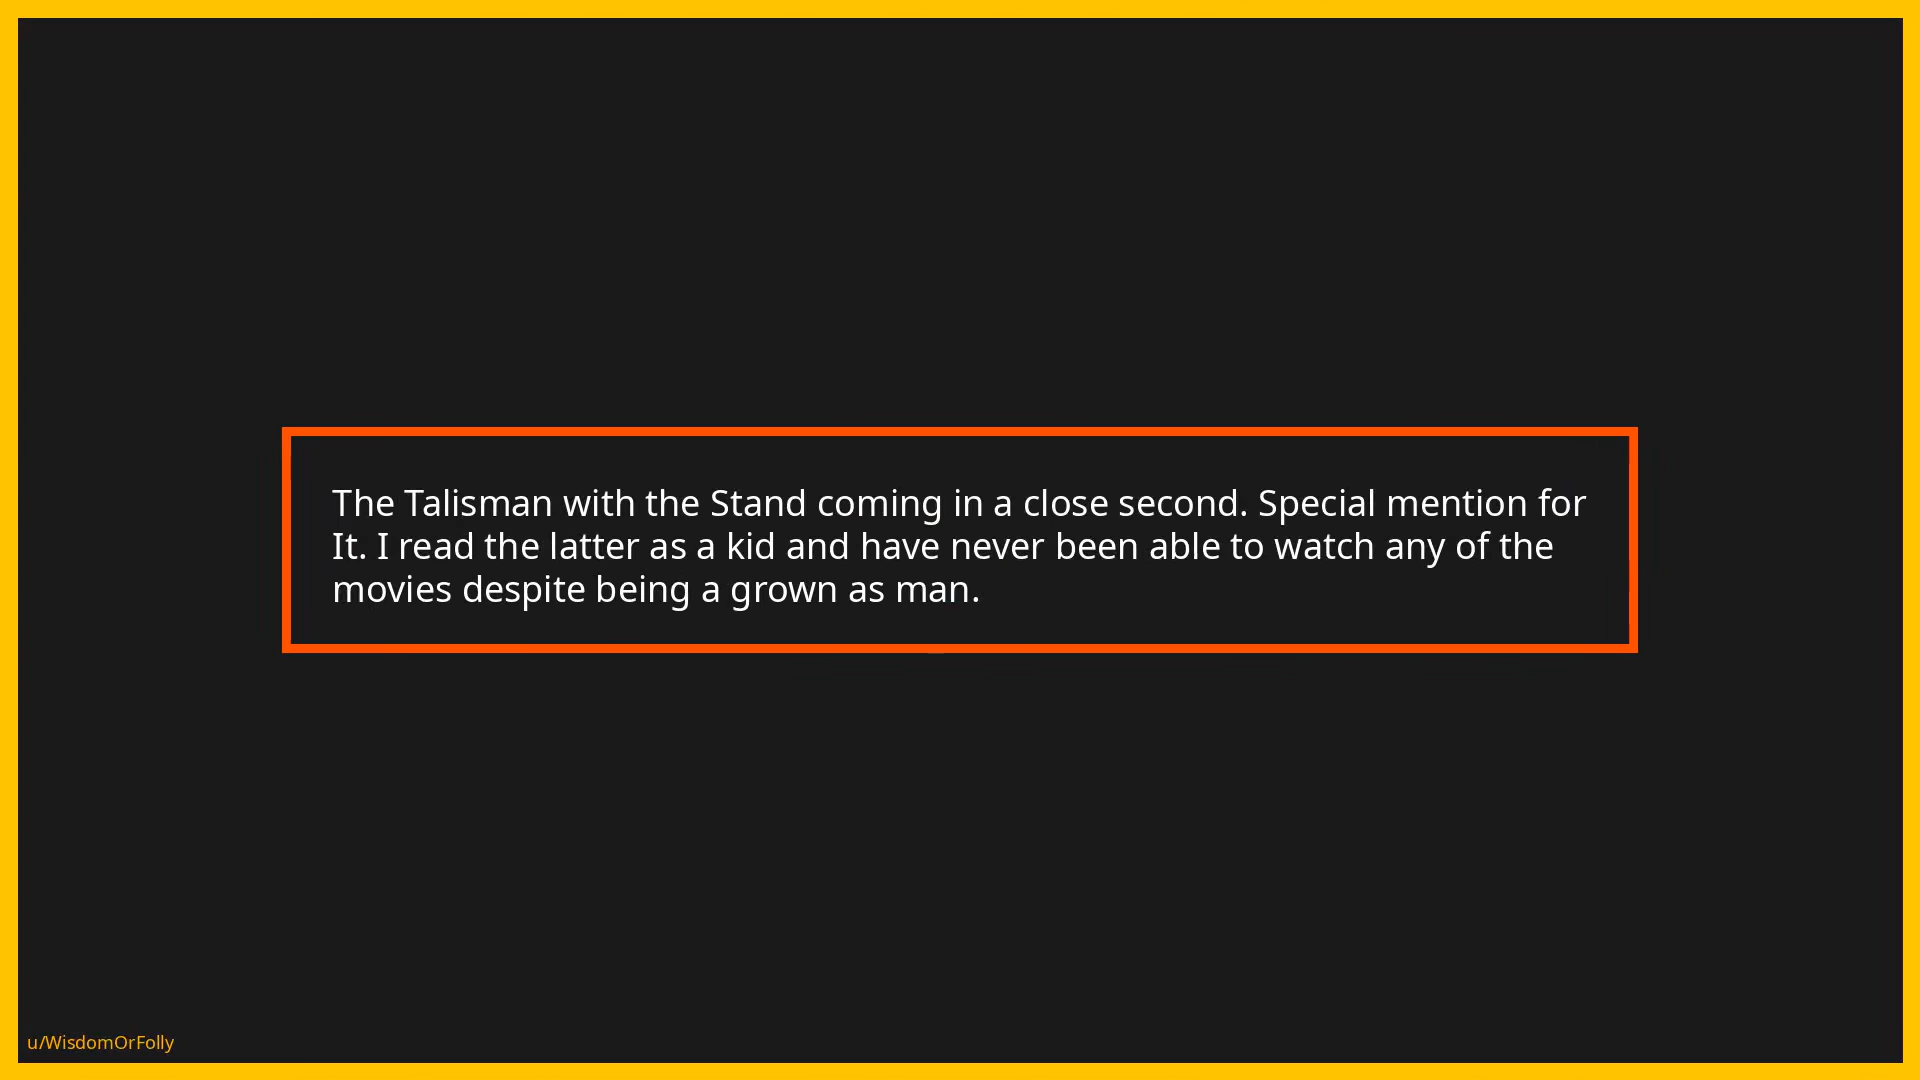 The Talisman with the Stand coming in a close second. Special mention for
It. I read the latter as a kid and have never been able to watch any of the
movies despite being a grown as man.
u/WisdomOrFolly